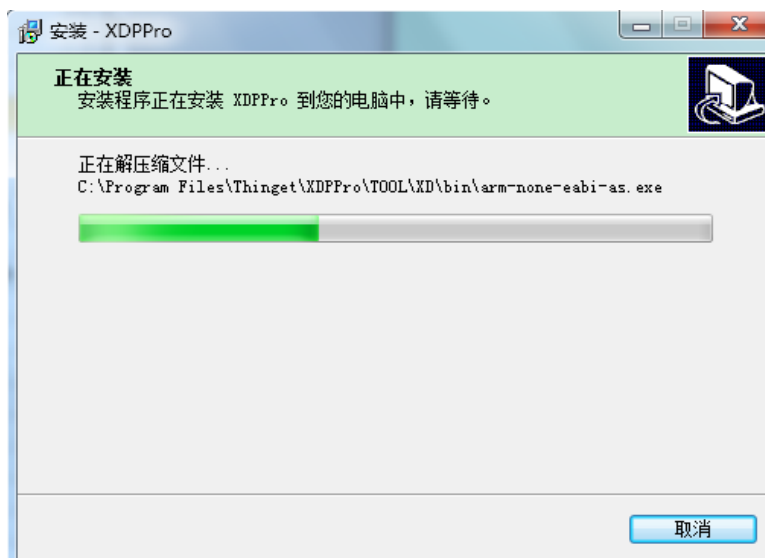 安装 - XDPPro
正在安装
安装程序正在安装 XDPPro 到您的电脑中，请等待。
正在解压缩文件...
C:\Program Files\Thinget\XDPPro\TOOL\XD\bin\arm-none-eabi-as.exe
取消